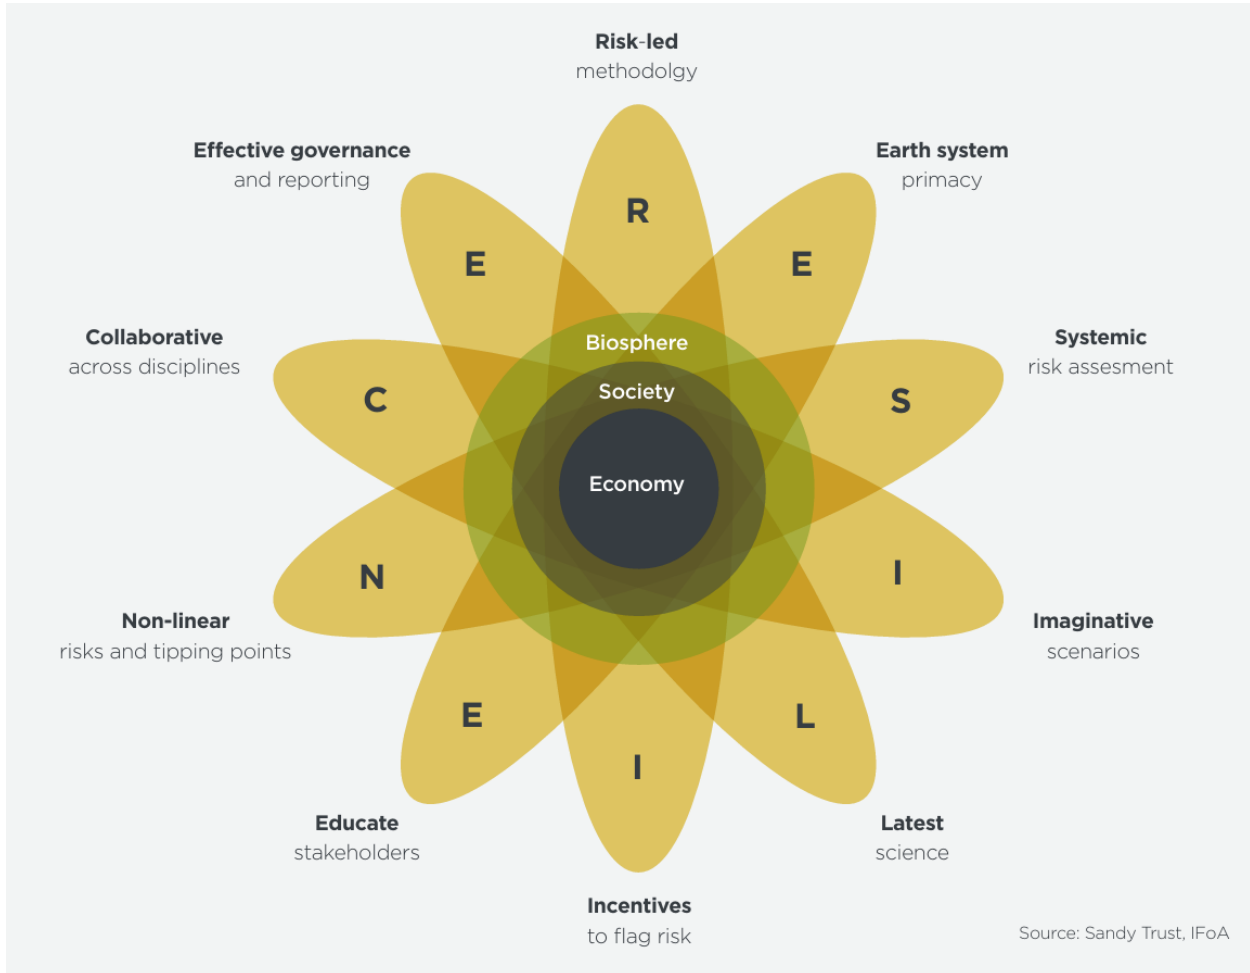 Risk-led
methodolgy
R
Earth system
primacy
E
Systemic
risk assesment
S
Imaginative
scenarios
I
Latest
science
L
Incentives
to flag risk
I
Educate
stakeholders
E
Non-linear
risks and tipping points
N
Collaborative
across disciplines
C
Effective governance
and reporting
E
Biosphere
Society
Economy
Source: Sandy Trust, IFoA